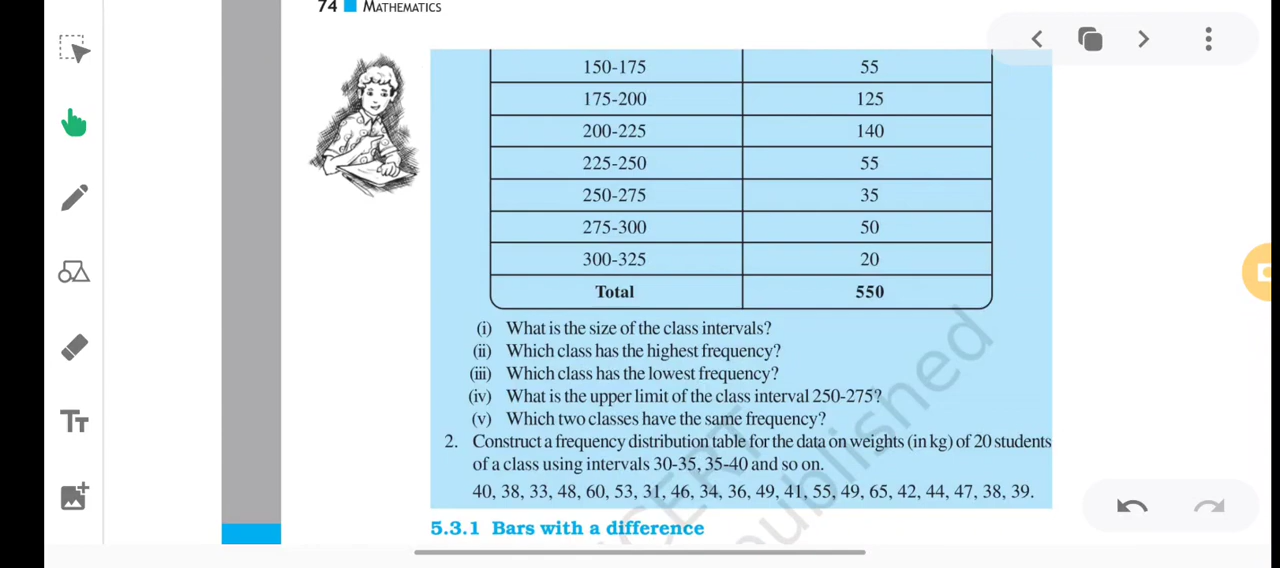 74 MATHEMATICS
150-175 55
175-200 125
200-225 140
225-250 55
250-275 35
275-300 50
300-325 20
Total 550
(i) What is the size of the class intervals?
(ii) Which class has the highest frequency?
(iii) Which class has the lowest frequency?
(iv) What is the upper limit of the class interval 250-275?
(v) Which two classes have the same frequency?
2. Construct a frequency distribution table for the data on weights (in kg) of 20 students
of a class using intervals 30-35, 35-40 and so on.
40, 38, 33, 48, 60, 53, 31, 46, 34, 36, 49, 41, 55, 49, 65, 42, 44, 47, 38, 39.
5.3.1 Bars with a difference
TT